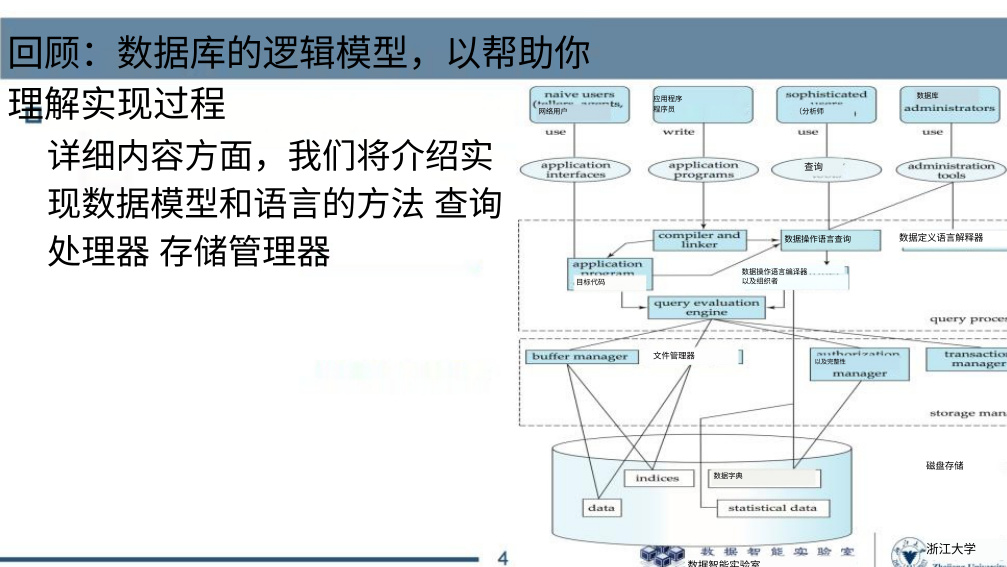 回顾：数据库的逻辑模型，以帮助你
理解实现过程
详细内容方面，我们将介绍实
现数据模型和语言的方法 查询
处理器 存储管理器
naive users
网络用户
应用程序
程序员
sophisticated
（分析师
数据库
administrators
use
write
use
use
application
interfaces
application
programs
查询
administration
tools
compiler and
linker
数据操作语言查询
数据定义语言解释器
application
program
目标代码
数据操作语言编译器
以及组织者
query evaluation
engine
query proces
buffer manager
文件管理器
authorization
以及完整性
manager
transactio
manager
storage man
磁盘存储
indices
数据字典
data
statistical data
4
数据智能实验室
数据智能实验室
浙江大学